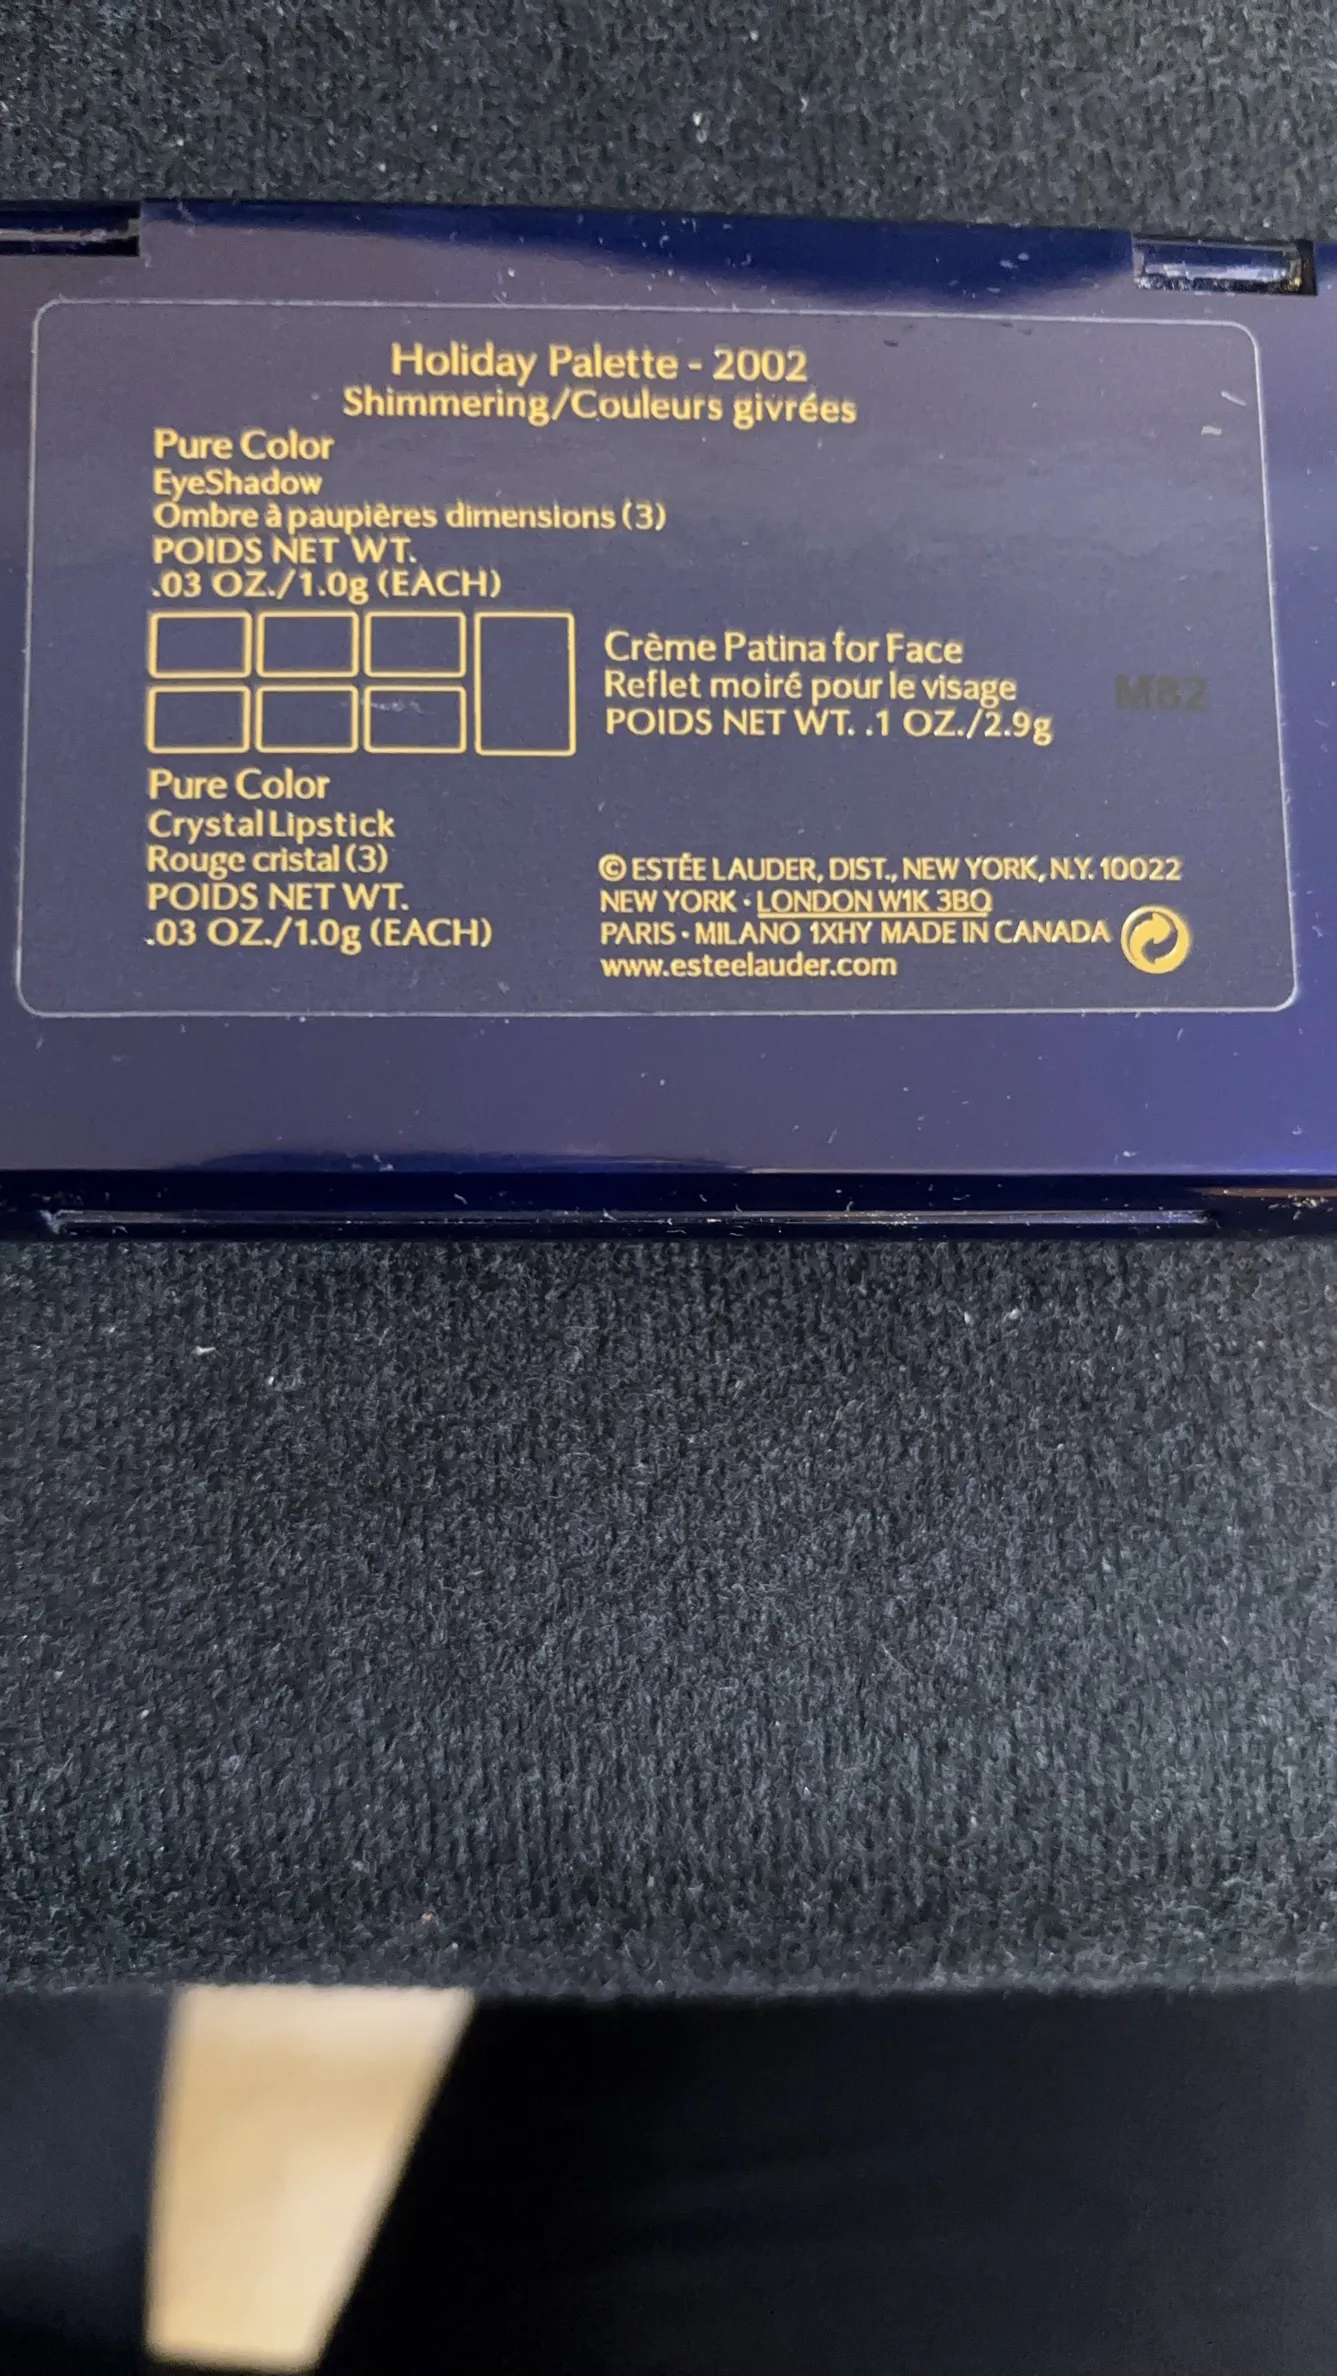 Holiday Palette - 2002
Shimmering/Couleurs givrées
Pure Color
EyeShadow
Ombre à paupières dimensions (3)
POIDS NET WT.
.03 OZ./1.0g (EACH)
Crème Patina for Face
Reflet moiré pour le visage
POIDS NET WT. .1 OZ./2.9g
M62
Pure Color
Crystal Lipstick
Rouge cristal (3)
POIDS NET WT.
.03 OZ./1.0g (EACH)
© ESTÉE LAUDER, DIST., NEW YORK, N.Y. 10022
NEW YORK · LONDON W1K 3BQ
PARIS · MILANO 1XHY MADE IN CANADA
www.esteelauder.com